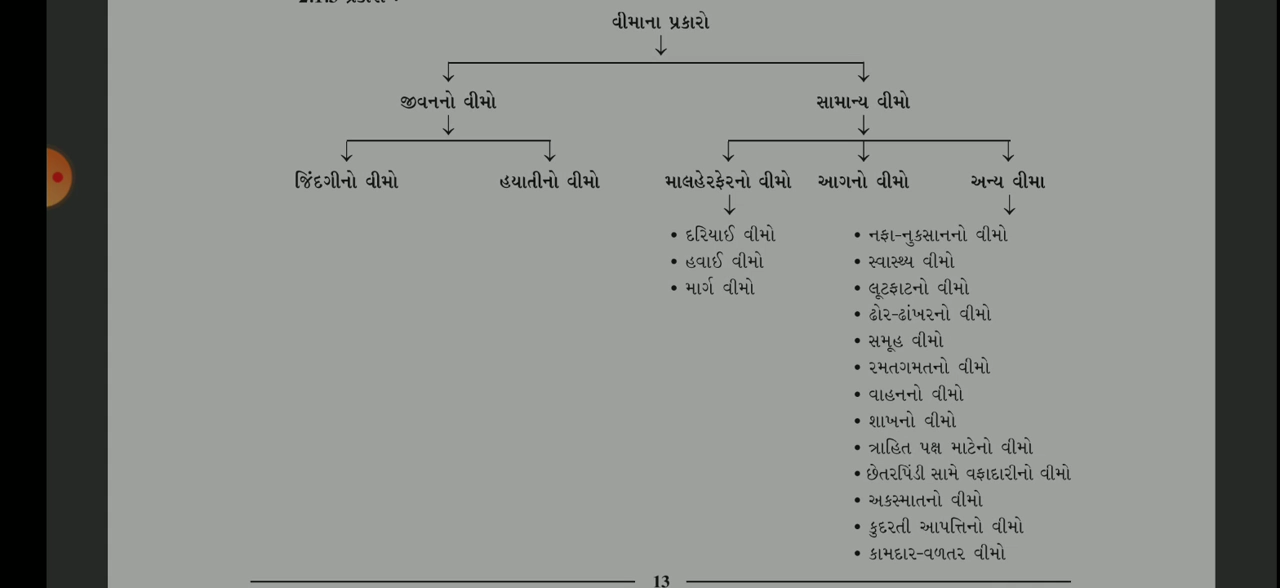 વીમાના પ્રકારો
જીવનનો વીમો સામાન્ય વીમો
જિંદગીનો વીમો હયાતીનો વીમો માલહેરફેરનો વીમો આગનો વીમો અન્ય વીમા
• દરિયાઈ વીમો • નફા-નુકસાનનો વીમો
• હવાઈ વીમો • સ્વાસ્થ્ય વીમો
• માર્ગ વીમો • લૂટફાટનો વીમો
• ઢોર-ઢાંખરનો વીમો
• સમૂહ વીમો
• રમતગમતનો વીમો
• વાહનનો વીમો
• શાખનો વીમો
• ત્રાહિત પક્ષ માટેનો વીમો
• છેતરપિંડી સામે વફાદારીનો વીમો
• અકસ્માતનો વીમો
• કુદરતી આપત્તિનો વીમો
• કામદાર-વળતર વીમો
13